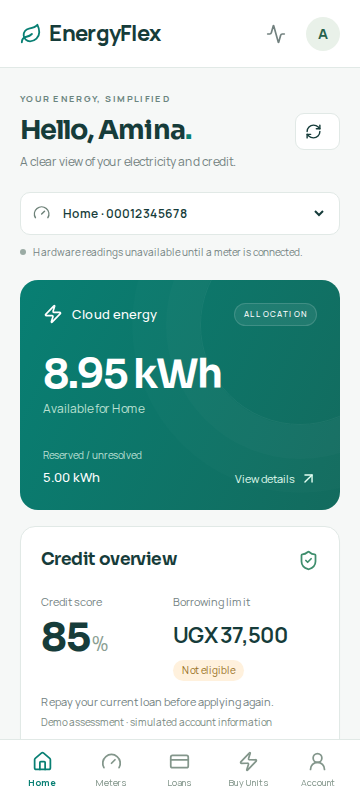 EnergyFlex
A
YOUR ENERGY, SIMPLIFIED
Hello, Amina.
A clear view of your electricity and credit.
Home · 00012345678
Hardware readings unavailable until a meter is connected.
Cloud energy
ALLOCATION
8.95 kWh
Available for Home
Reserved / unresolved
5.00 kWh
View details
Credit overview
Credit score
Borrowing limit
85%
UGX 37,500
Not eligible
Repay your current loan before applying again.
Demo assessment · simulated account information
Home
Meters
Loans
Buy Units
Account